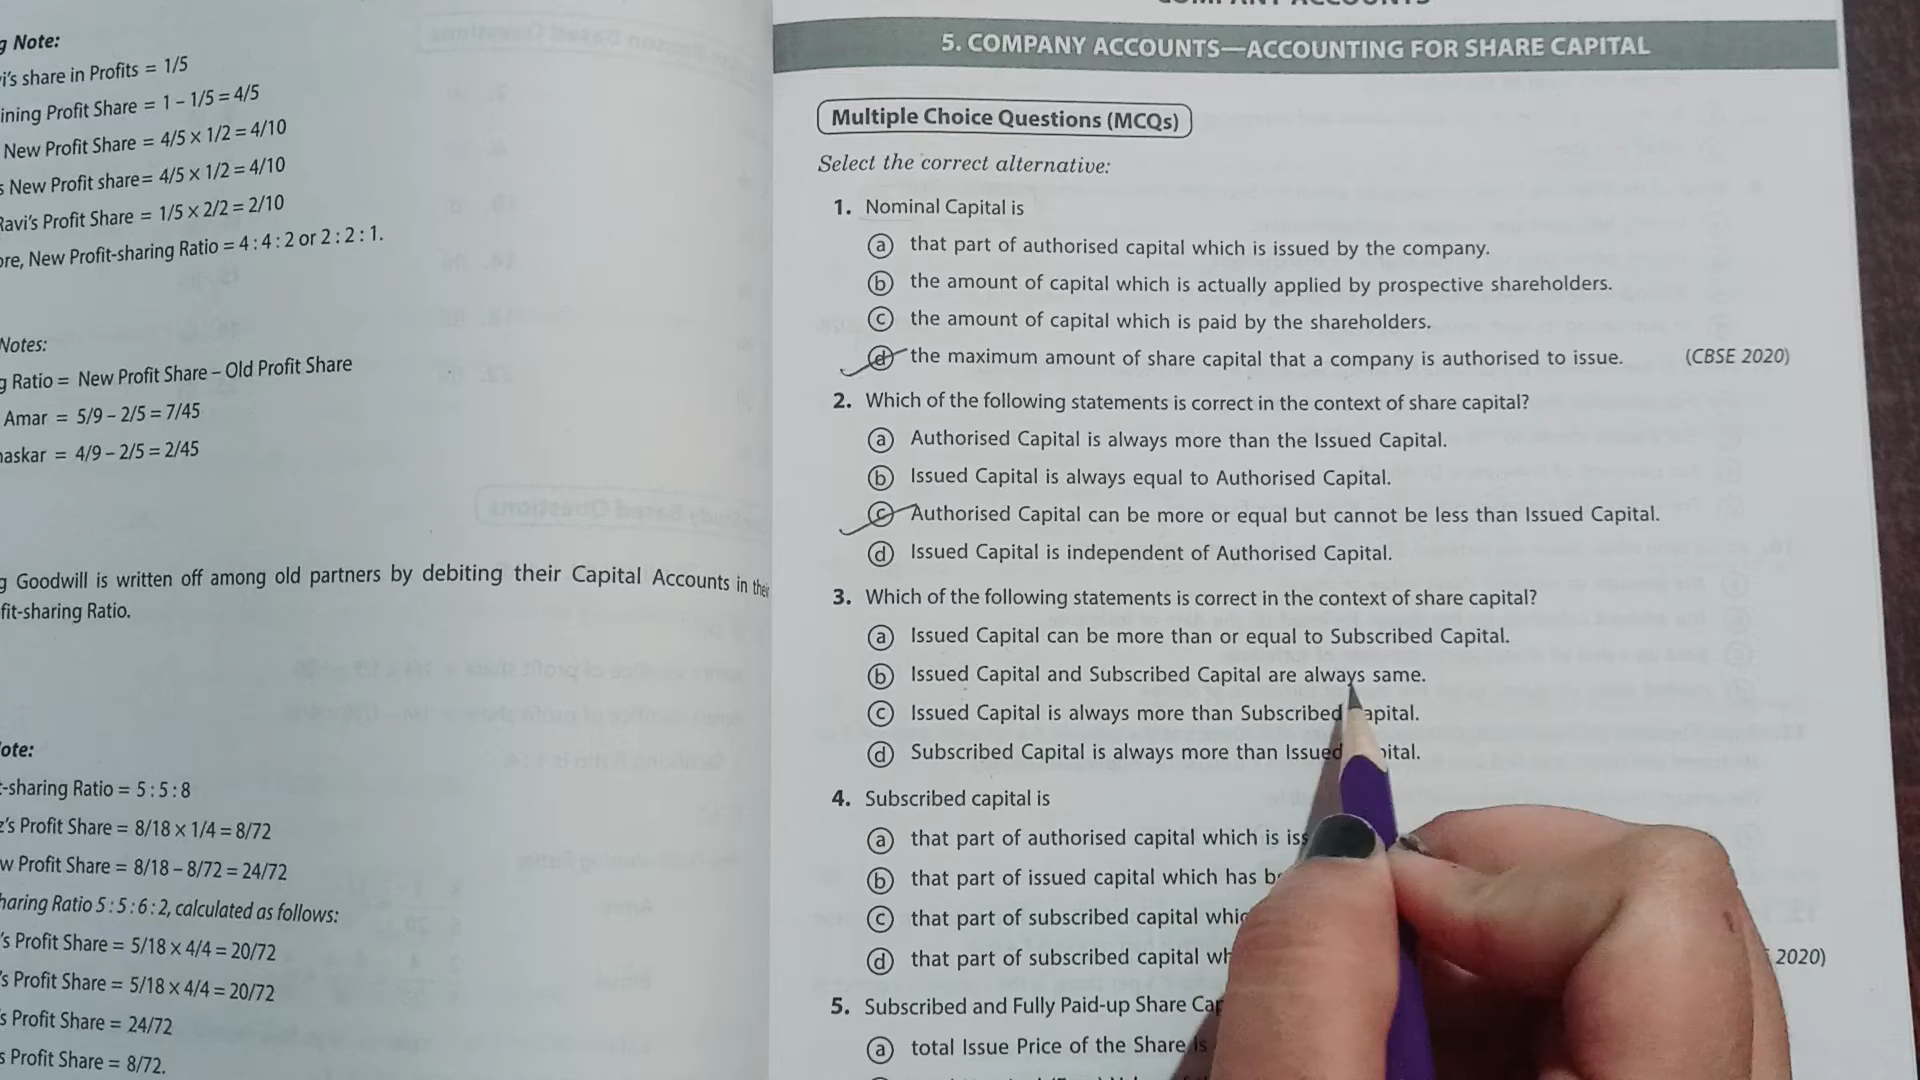 Note:
i's share in Profits = 1/5
ining Profit Share = 1 – 1/5 = 4/5
New Profit Share = 4/5 × 1/2 = 4/10
s New Profit share= 4/5 × 1/2 = 4/10
Ravi's Profit Share = 1/5 × 2/2 = 2/10
ore, New Profit-sharing Ratio = 4 : 4 : 2 or 2 : 2 : 1.
Notes:
g Ratio = New Profit Share – Old Profit Share
Amar = 5/9 – 2/5 = 7/45
haskar = 4/9 – 2/5 = 2/45
g Goodwill is written off among old partners by debiting their Capital Accounts in their
fit-sharing Ratio.
ote:
t-sharing Ratio = 5 : 5 : 8
z's Profit Share = 8/18 × 1/4 = 8/72
w Profit Share = 8/18 – 8/72 = 24/72
haring Ratio 5 : 5 : 6 : 2, calculated as follows:
's Profit Share = 5/18 × 4/4 = 20/72
's Profit Share = 5/18 × 4/4 = 20/72
's Profit Share = 24/72
s Profit Share = 8/72.
5. COMPANY ACCOUNTS—ACCOUNTING FOR SHARE CAPITAL
Multiple Choice Questions (MCQs)
Select the correct alternative:
1. Nominal Capital is
(a) that part of authorised capital which is issued by the company.
(b) the amount of capital which is actually applied by prospective shareholders.
(c) the amount of capital which is paid by the shareholders.
(d) the maximum amount of share capital that a company is authorised to issue. (CBSE 2020)
2. Which of the following statements is correct in the context of share capital?
(a) Authorised Capital is always more than the Issued Capital.
(b) Issued Capital is always equal to Authorised Capital.
(c) Authorised Capital can be more or equal but cannot be less than Issued Capital.
(d) Issued Capital is independent of Authorised Capital.
3. Which of the following statements is correct in the context of share capital?
(a) Issued Capital can be more than or equal to Subscribed Capital.
(b) Issued Capital and Subscribed Capital are always same.
(c) Issued Capital is always more than Subscribed apital.
(d) Subscribed Capital is always more than Issued pital.
4. Subscribed capital is
(a) that part of authorised capital which is iss
(b) that part of issued capital which has b
(c) that part of subscribed capital whic
(d) that part of subscribed capital wh 2020)
5. Subscribed and Fully Paid-up Share Cap
(a) total Issue Price of the Share is